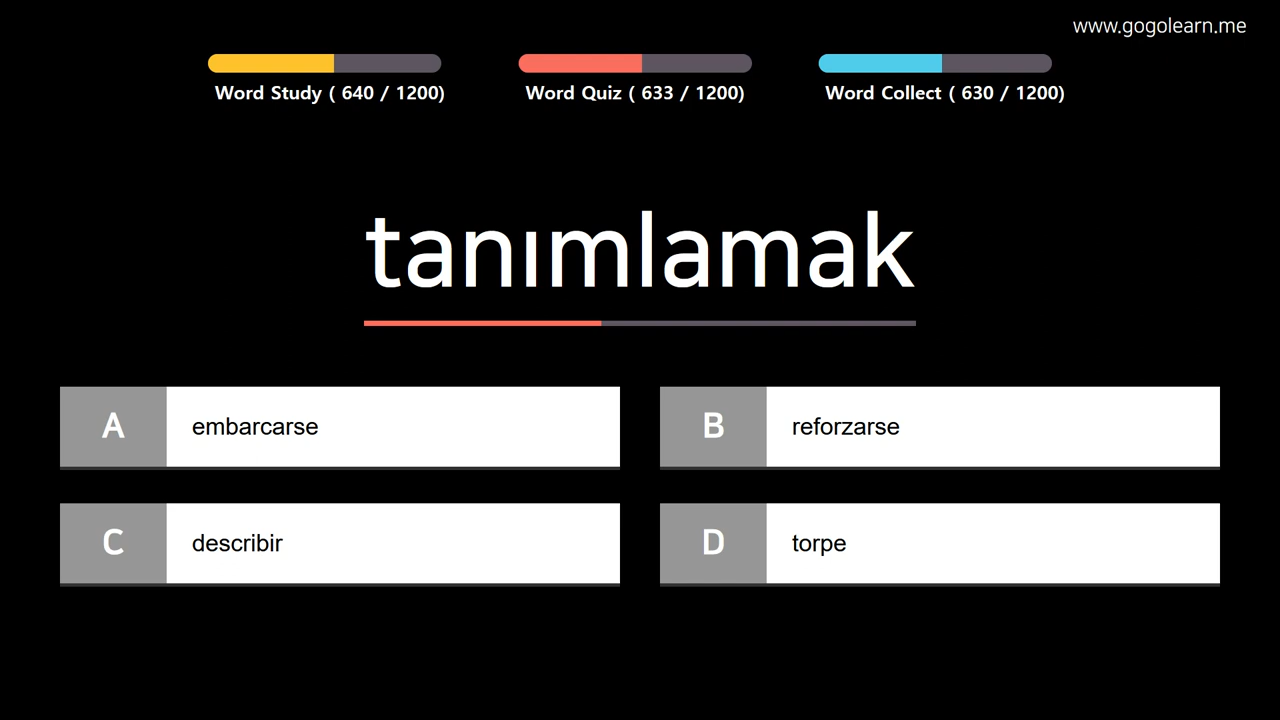 www.gogolearn.me
Word Study ( 640 / 1200)
Word Quiz ( 633 / 1200)
Word Collect ( 630 / 1200)
tanımlamak
A embarcarse
B reforzarse
C describir
D torpe